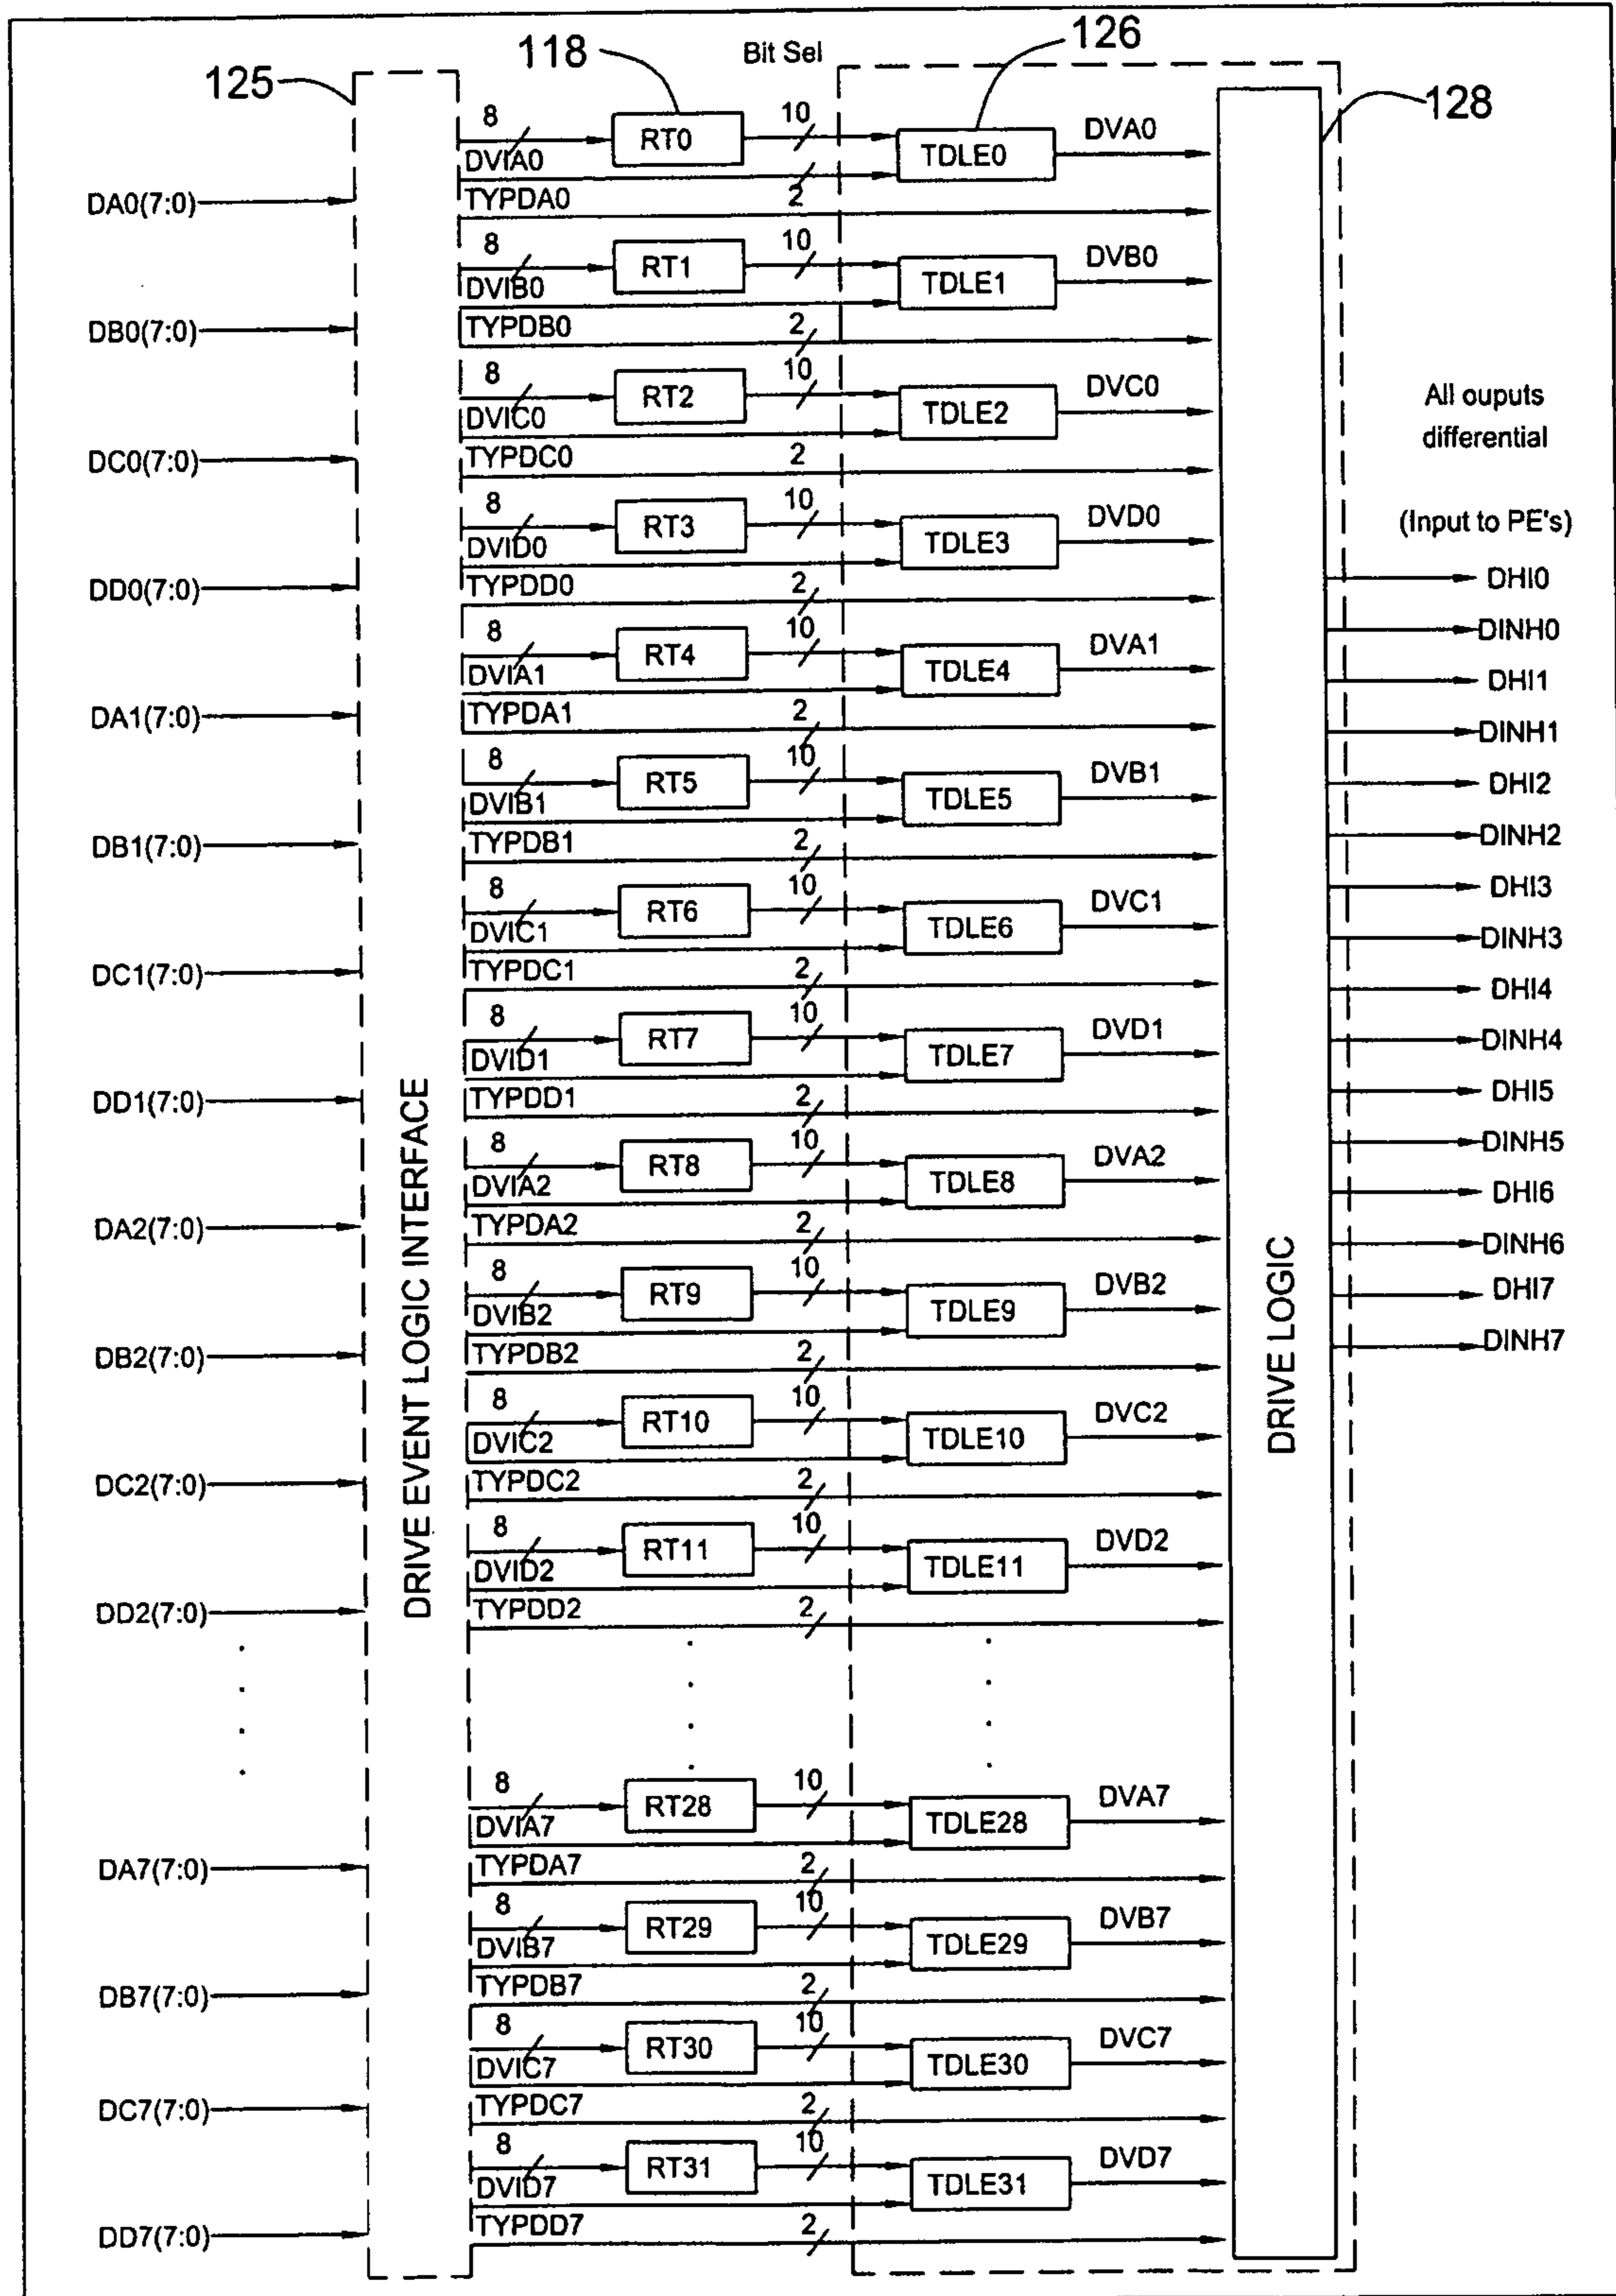 125
118
Bit Sel
126
128
8
RT0
10
DVIA0
TDLE0
DVA0
DA0(7:0)
TYPDA0
2
8
RT1
10
DVIB0
TDLE1
DVB0
DB0(7:0)
TYPDB0
2
8
RT2
10
DVIC0
TDLE2
DVC0
DC0(7:0)
TYPDC0
2
8
RT3
10
DVID0
TDLE3
DVD0
DD0(7:0)
TYPDD0
2
8
RT4
10
DVIA1
TDLE4
DVA1
DA1(7:0)
TYPDA1
2
8
RT5
10
DVIB1
TDLE5
DVB1
DB1(7:0)
TYPDB1
2
8
RT6
10
DVIC1
TDLE6
DVC1
DC1(7:0)
TYPDC1
2
8
RT7
10
DVID1
TDLE7
DVD1
DD1(7:0)
TYPDD1
2
8
RT8
10
DVIA2
TDLE8
DVA2
DA2(7:0)
TYPDA2
2
8
RT9
10
DVIB2
TDLE9
DVB2
DB2(7:0)
TYPDB2
2
8
RT10
10
DVIC2
TDLE10
DVC2
DC2(7:0)
TYPDC2
2
8
RT11
10
DVID2
TDLE11
DVD2
DD2(7:0)
TYPDD2
2
8
RT28
10
DVIA7
TDLE28
DVA7
DA7(7:0)
TYPDA7
2
8
RT29
10
DVIB7
TDLE29
DVB7
DB7(7:0)
TYPDB7
2
8
RT30
10
DVIC7
TDLE30
DVC7
DC7(7:0)
TYPDC7
2
8
RT31
10
DVID7
TDLE31
DVD7
DD7(7:0)
TYPDD7
2
DRIVE EVENT LOGIC INTERFACE
DRIVE LOGIC
All ouputs
differential
(Input to PE's)
DHI0
DINH0
DHI1
DINH1
DHI2
DINH2
DHI3
DINH3
DHI4
DINH4
DHI5
DINH5
DHI6
DINH6
DHI7
DINH7